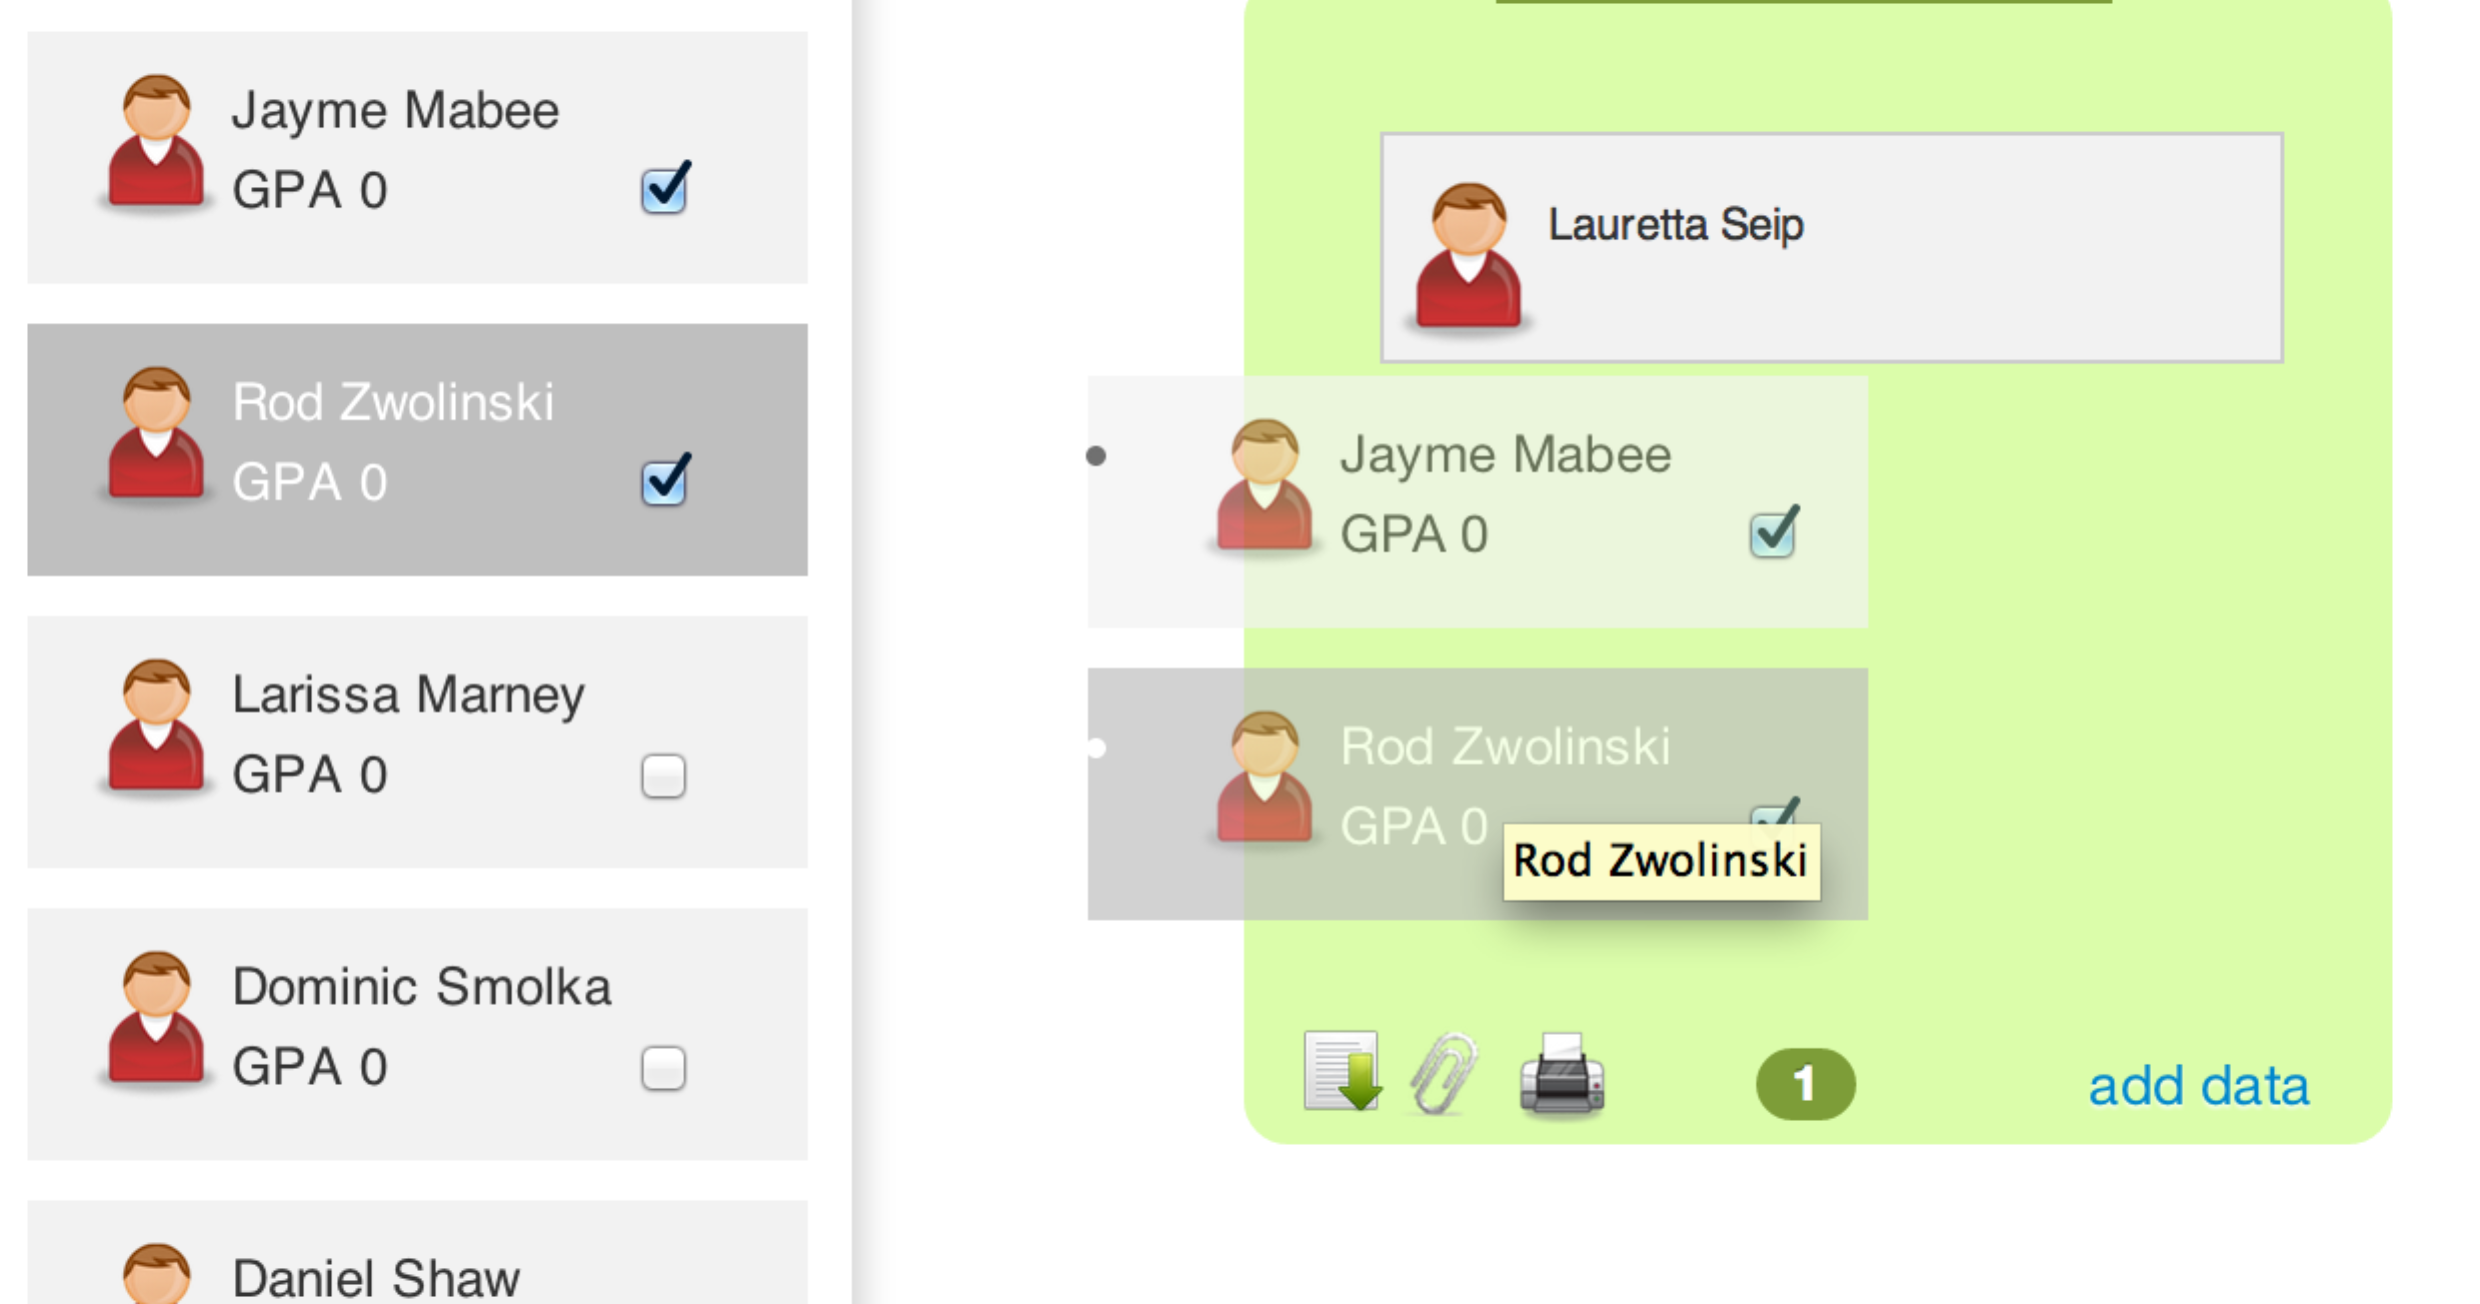 Jayme Mabee
GPA 0
Rod Zwolinski
GPA 0
Larissa Marney
GPA 0
Dominic Smolka
GPA 0
Daniel Shaw
Lauretta Seip
Jayme Mabee
GPA 0
Rod Zwolinski
GPA 0
Rod Zwolinski
1
add data